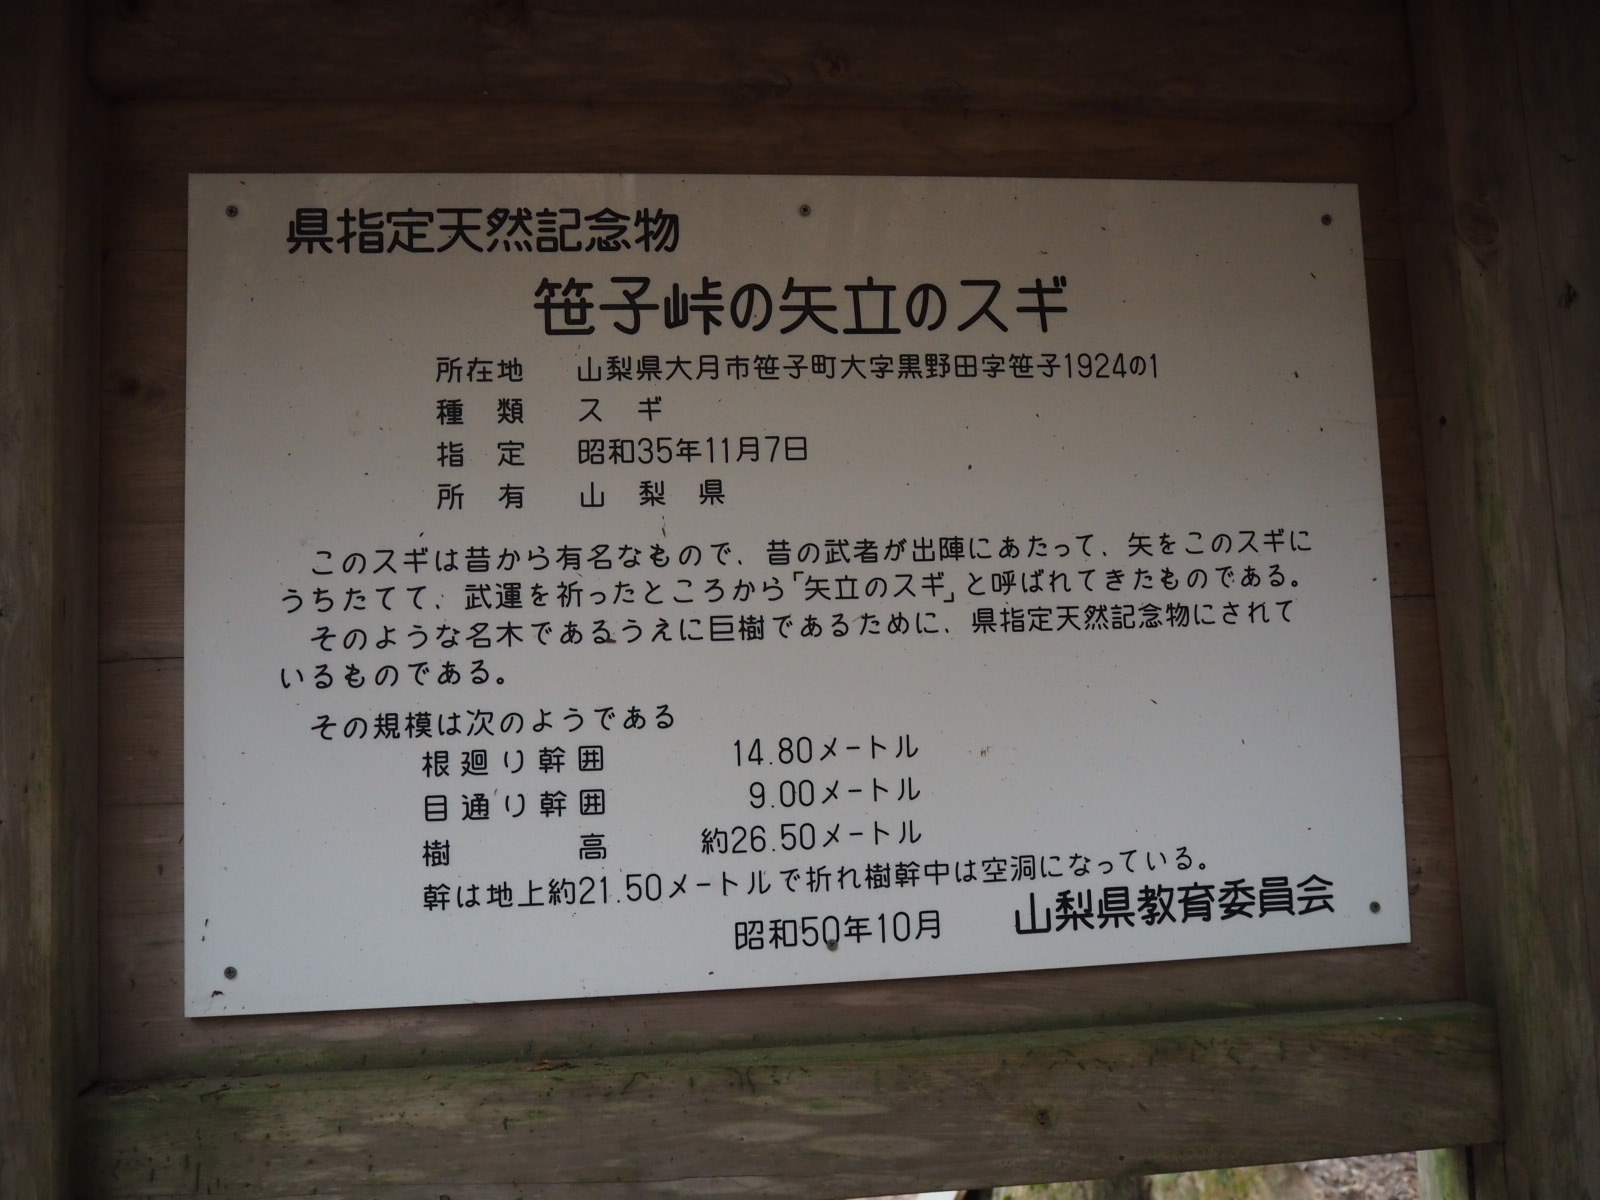 県指定天然記念物
笹子峠の矢立のスギ
所在地 山梨県大月市笹子町大字黒野田字笹子1924の1
種類 スギ
指定 昭和35年11月7日
所有 山梨県
このスギは昔から有名なもので、昔の武者が出陣にあたって、矢をこのスギに
うちたてて、武運を祈ったところから「矢立のスギ」と呼ばれてきたものである。
そのような名木であるうえに巨樹であるために、県指定天然記念物にされて
いるものである。
その規模は次のようである
根廻り幹囲 14.80メートル
目通り幹囲 9.00メートル
樹高 約26.50メートル
幹は地上約21.50メートルで折れ樹幹中は空洞になっている。
昭和50年10月 山梨県教育委員会